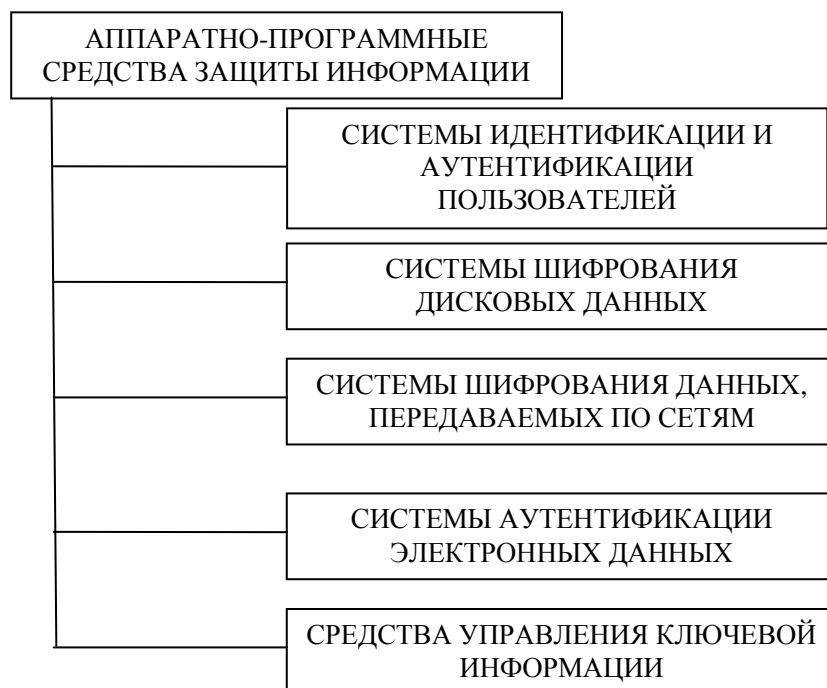 АППАРАТНО-ПРОГРАММНЫЕ
СРЕДСТВА ЗАЩИТЫ ИНФОРМАЦИИ
СИСТЕМЫ ИДЕНТИФИКАЦИИ И
АУТЕНТИФИКАЦИИ
ПОЛЬЗОВАТЕЛЕЙ
СИСТЕМЫ ШИФРОВАНИЯ
ДИСКОВЫХ ДАННЫХ
СИСТЕМЫ ШИФРОВАНИЯ ДАННЫХ,
ПЕРЕДАВАЕМЫХ ПО СЕТЯМ
СИСТЕМЫ АУТЕНТИФИКАЦИИ
ЭЛЕКТРОННЫХ ДАННЫХ
СРЕДСТВА УПРАВЛЕНИЯ КЛЮЧЕВОЙ
ИНФОРМАЦИИ